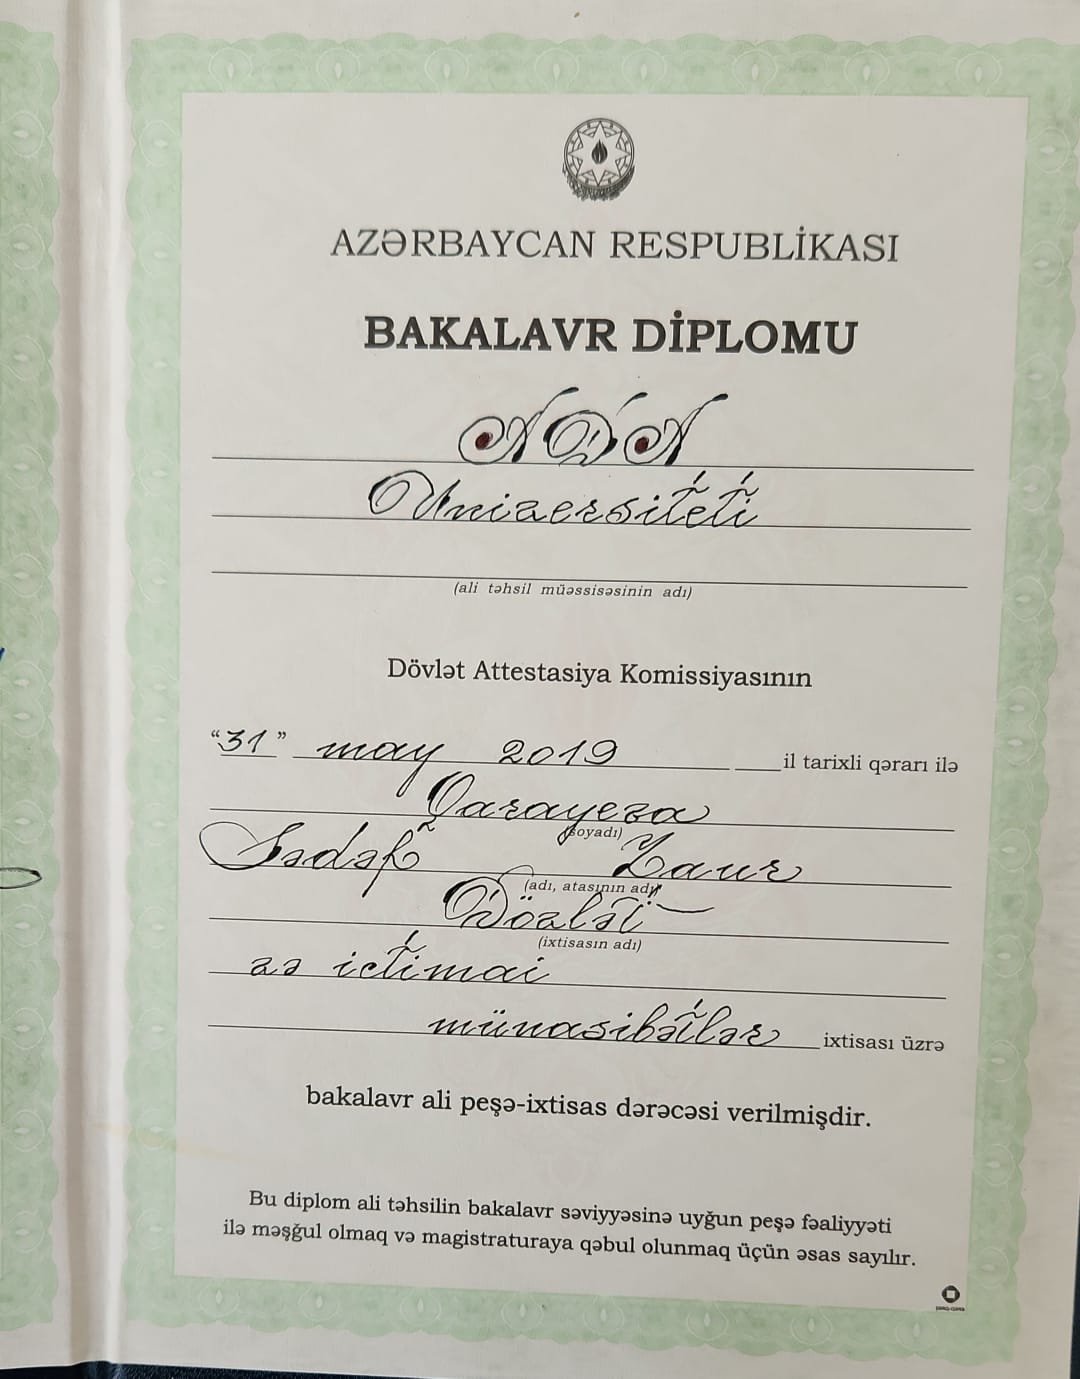 AZƏRBAYCAN RESPUBLİKASI
BAKALAVR DİPLOMU
ADA
Universiteti
(ali təhsil müəssisəsinin adı)
Dövlət Attestasiya Komissiyasının
“31” may 2019 il tarixli qərarı ilə
Qarayeva
(soyadı)
Sədəf Zaur
(adı, atasının adı)
Dövlət
(ixtisasın adı)
və ictimai
münasibətlər ixtisası üzrə
bakalavr ali peşə-ixtisas dərəcəsi verilmişdir.
Bu diplom ali təhsilin bakalavr səviyyəsinə uyğun peşə fəaliyyəti
ilə məşğul olmaq və magistraturaya qəbul olunmaq üçün əsas sayılır.